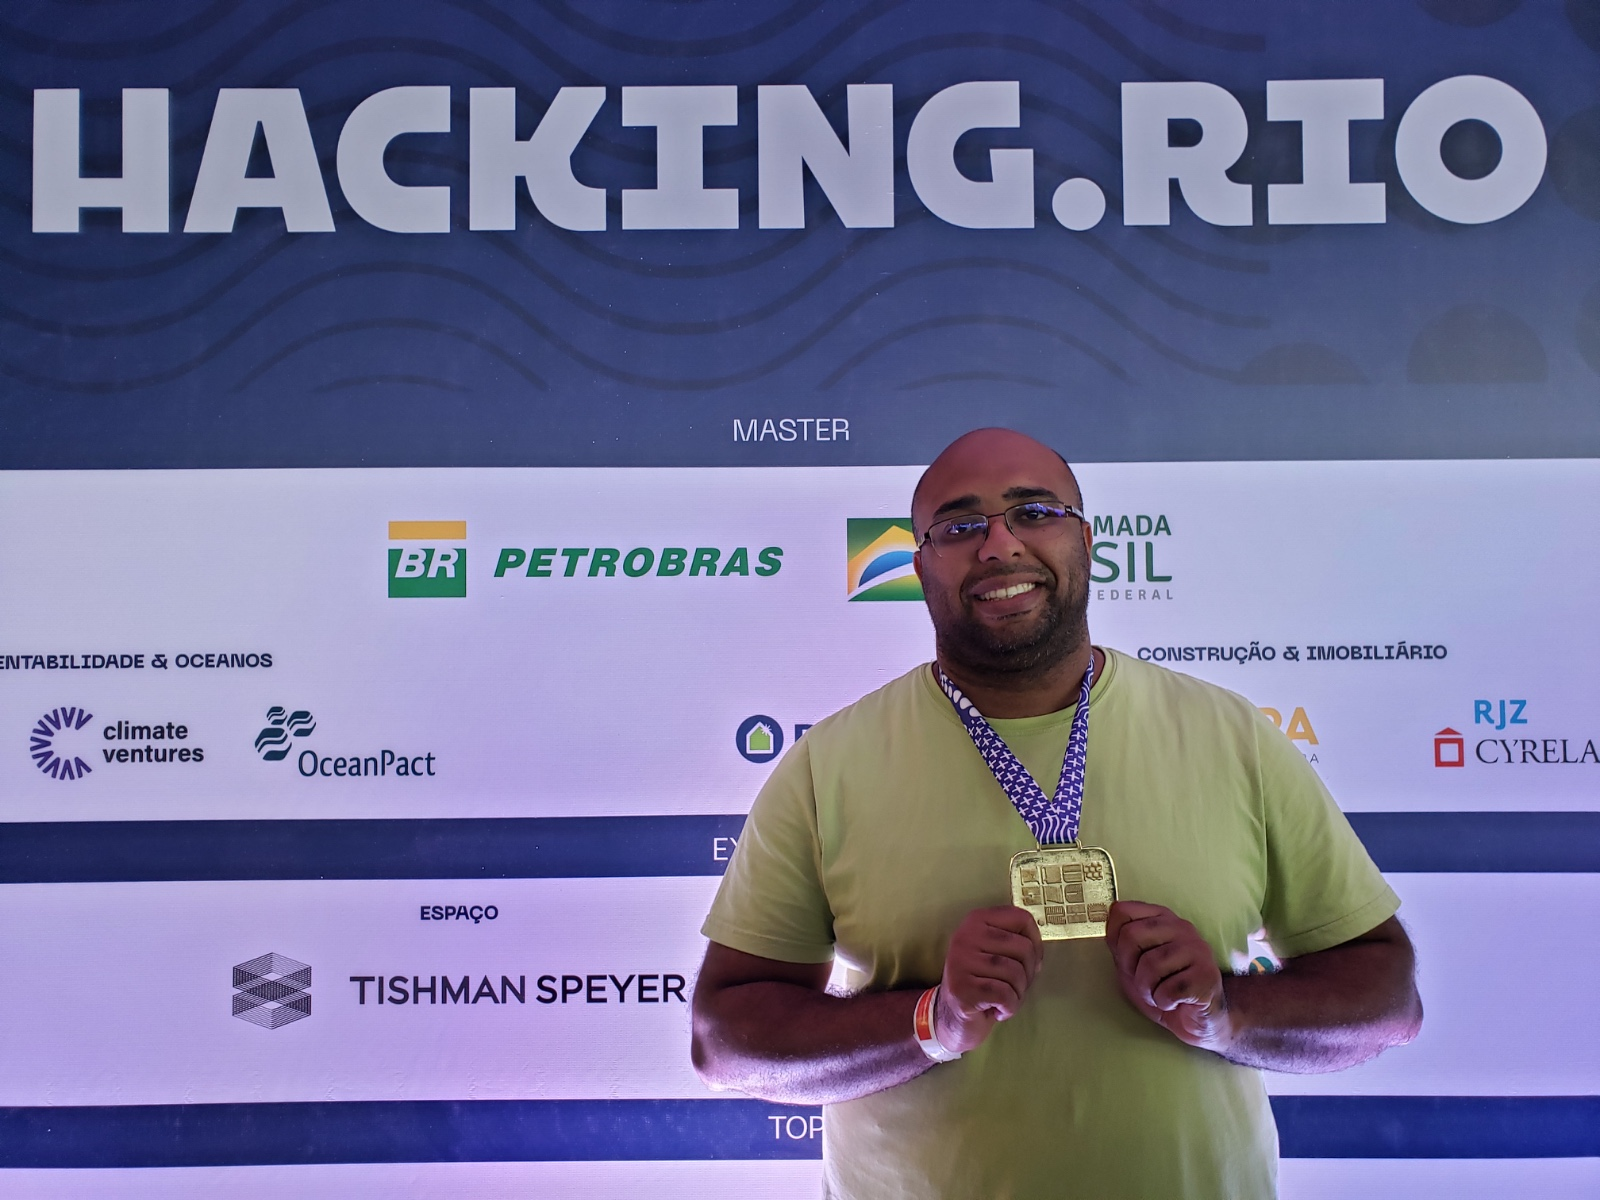 HACKING.RIO
MASTER
BR PETROBRAS
MADA
SIL
EDERAL
ENTABILIDADE & OCEANOS
CONSTRUÇÃO & IMOBILIÁRIO
climate
ventures
OceanPact
RJZ
CYRELA
ESPAÇO
TISHMAN SPEYER
TOP